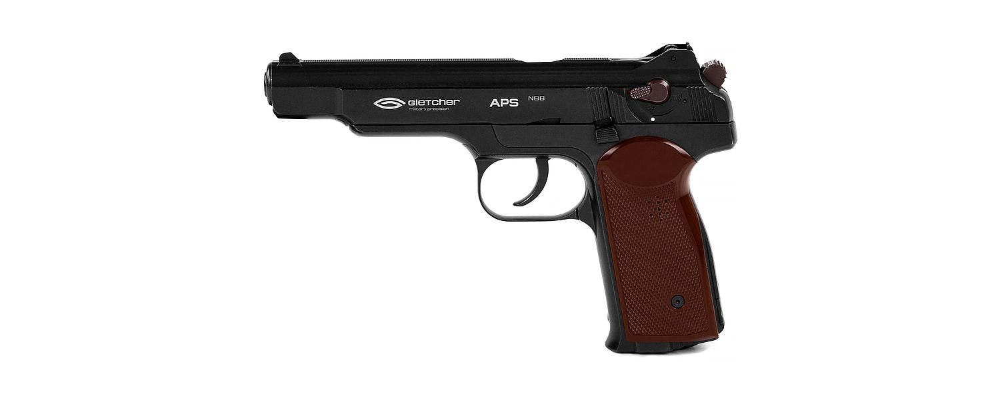 GLETCHER
military precision
APS
NBB